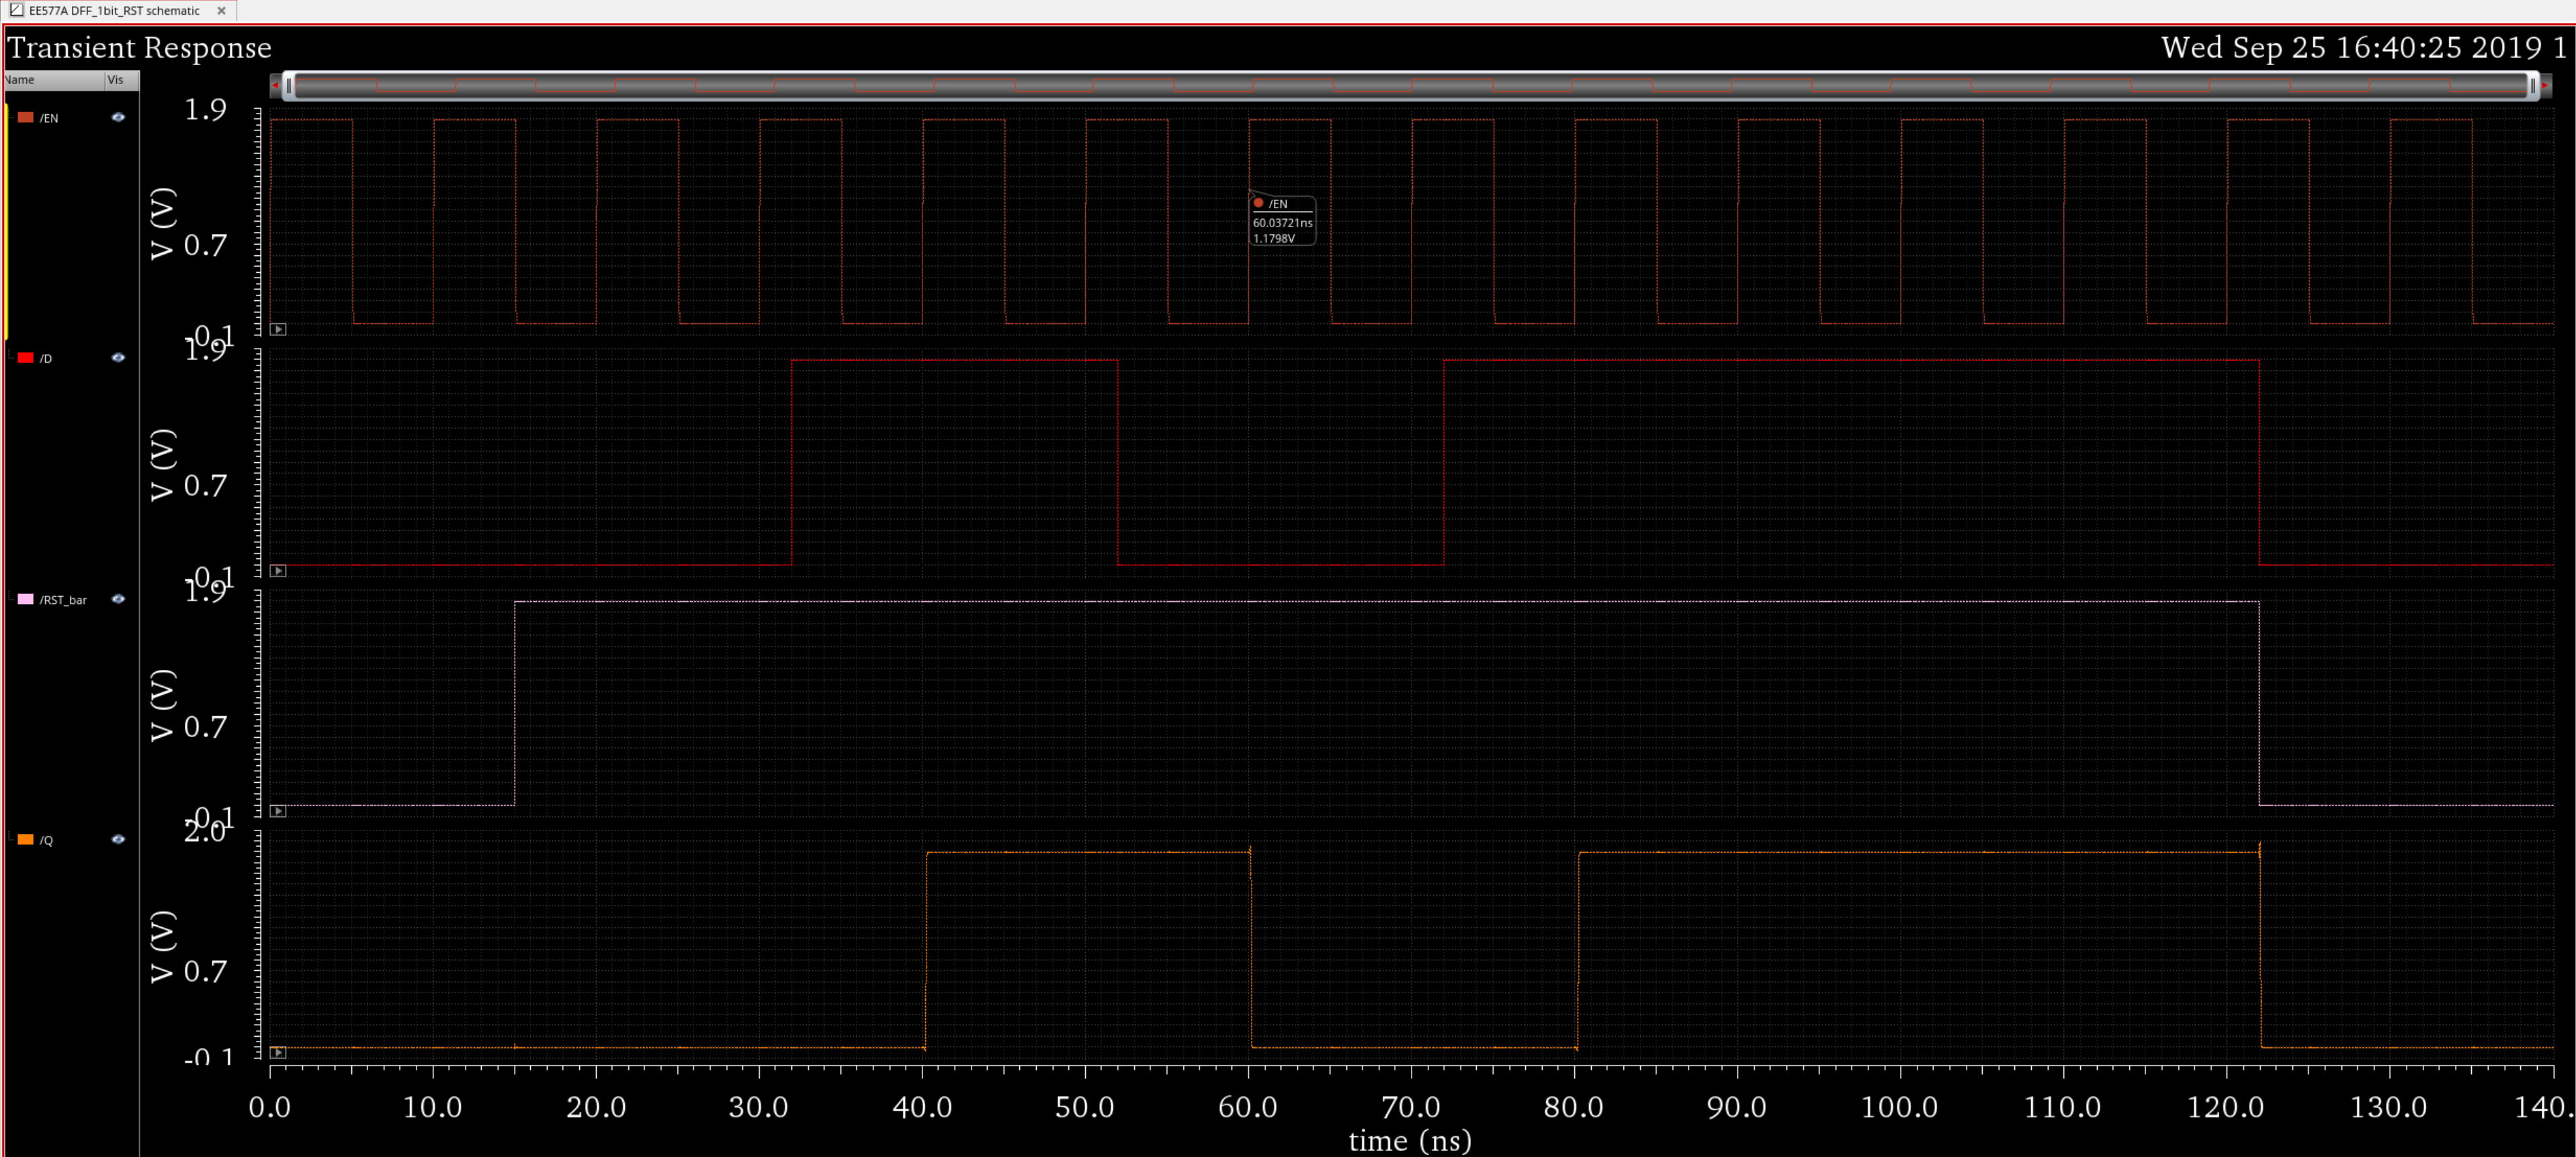 EE577A DFF_1bit_RST schematic
Transient Response
Wed Sep 25 16:40:25 2019 1
Name Vis
/EN
1.9
V (V)
0.7
-0.1
/EN
60.03721ns
1.1798V
/D
1.9
V (V)
0.7
-0.1
/RST_bar
1.9
V (V)
0.7
-0.1
/Q
2.0
V (V)
0.7
-0.1
0.0 10.0 20.0 30.0 40.0 50.0 60.0 70.0 80.0 90.0 100.0 110.0 120.0 130.0 140.
time (ns)